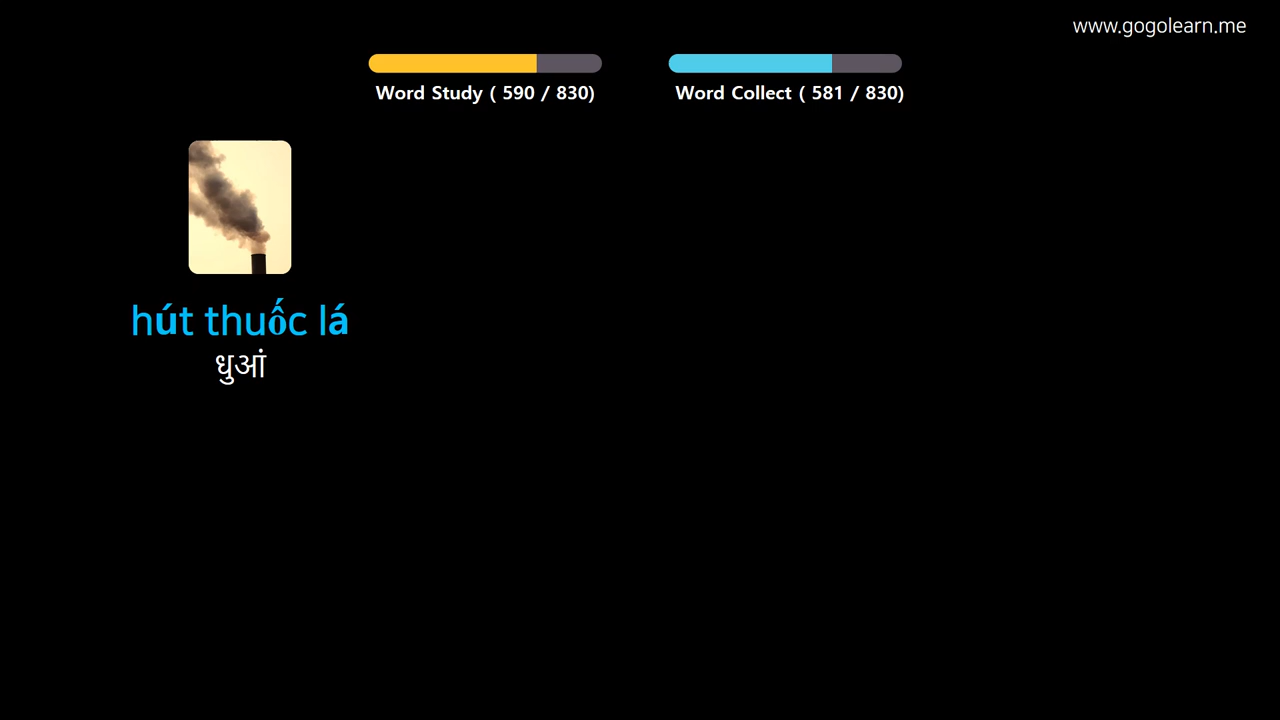 www.gogolearn.me
Word Study ( 590 / 830)
Word Collect ( 581 / 830)
hút thuốc lá
धुआं